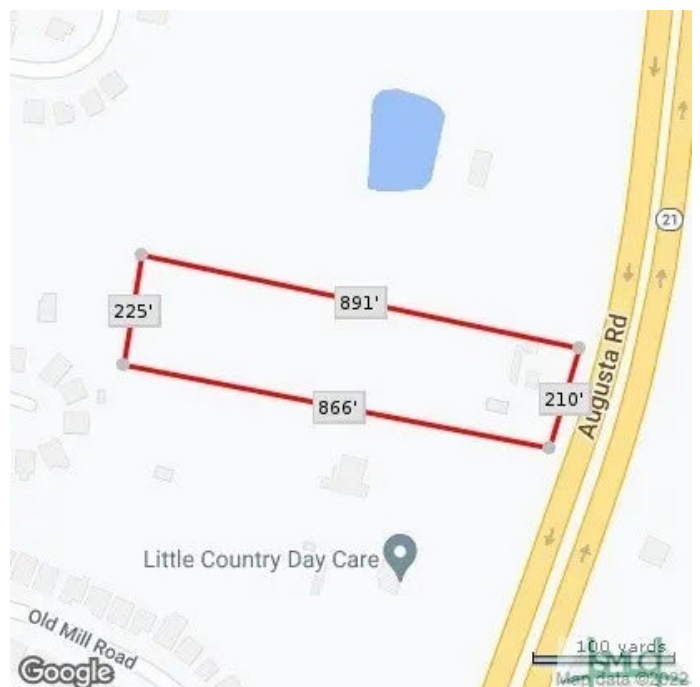 21
891'
225'
210'
866'
Augusta Rd
Little Country Day Care
Old Mill Road
100 yards
Google
Map data ©2022